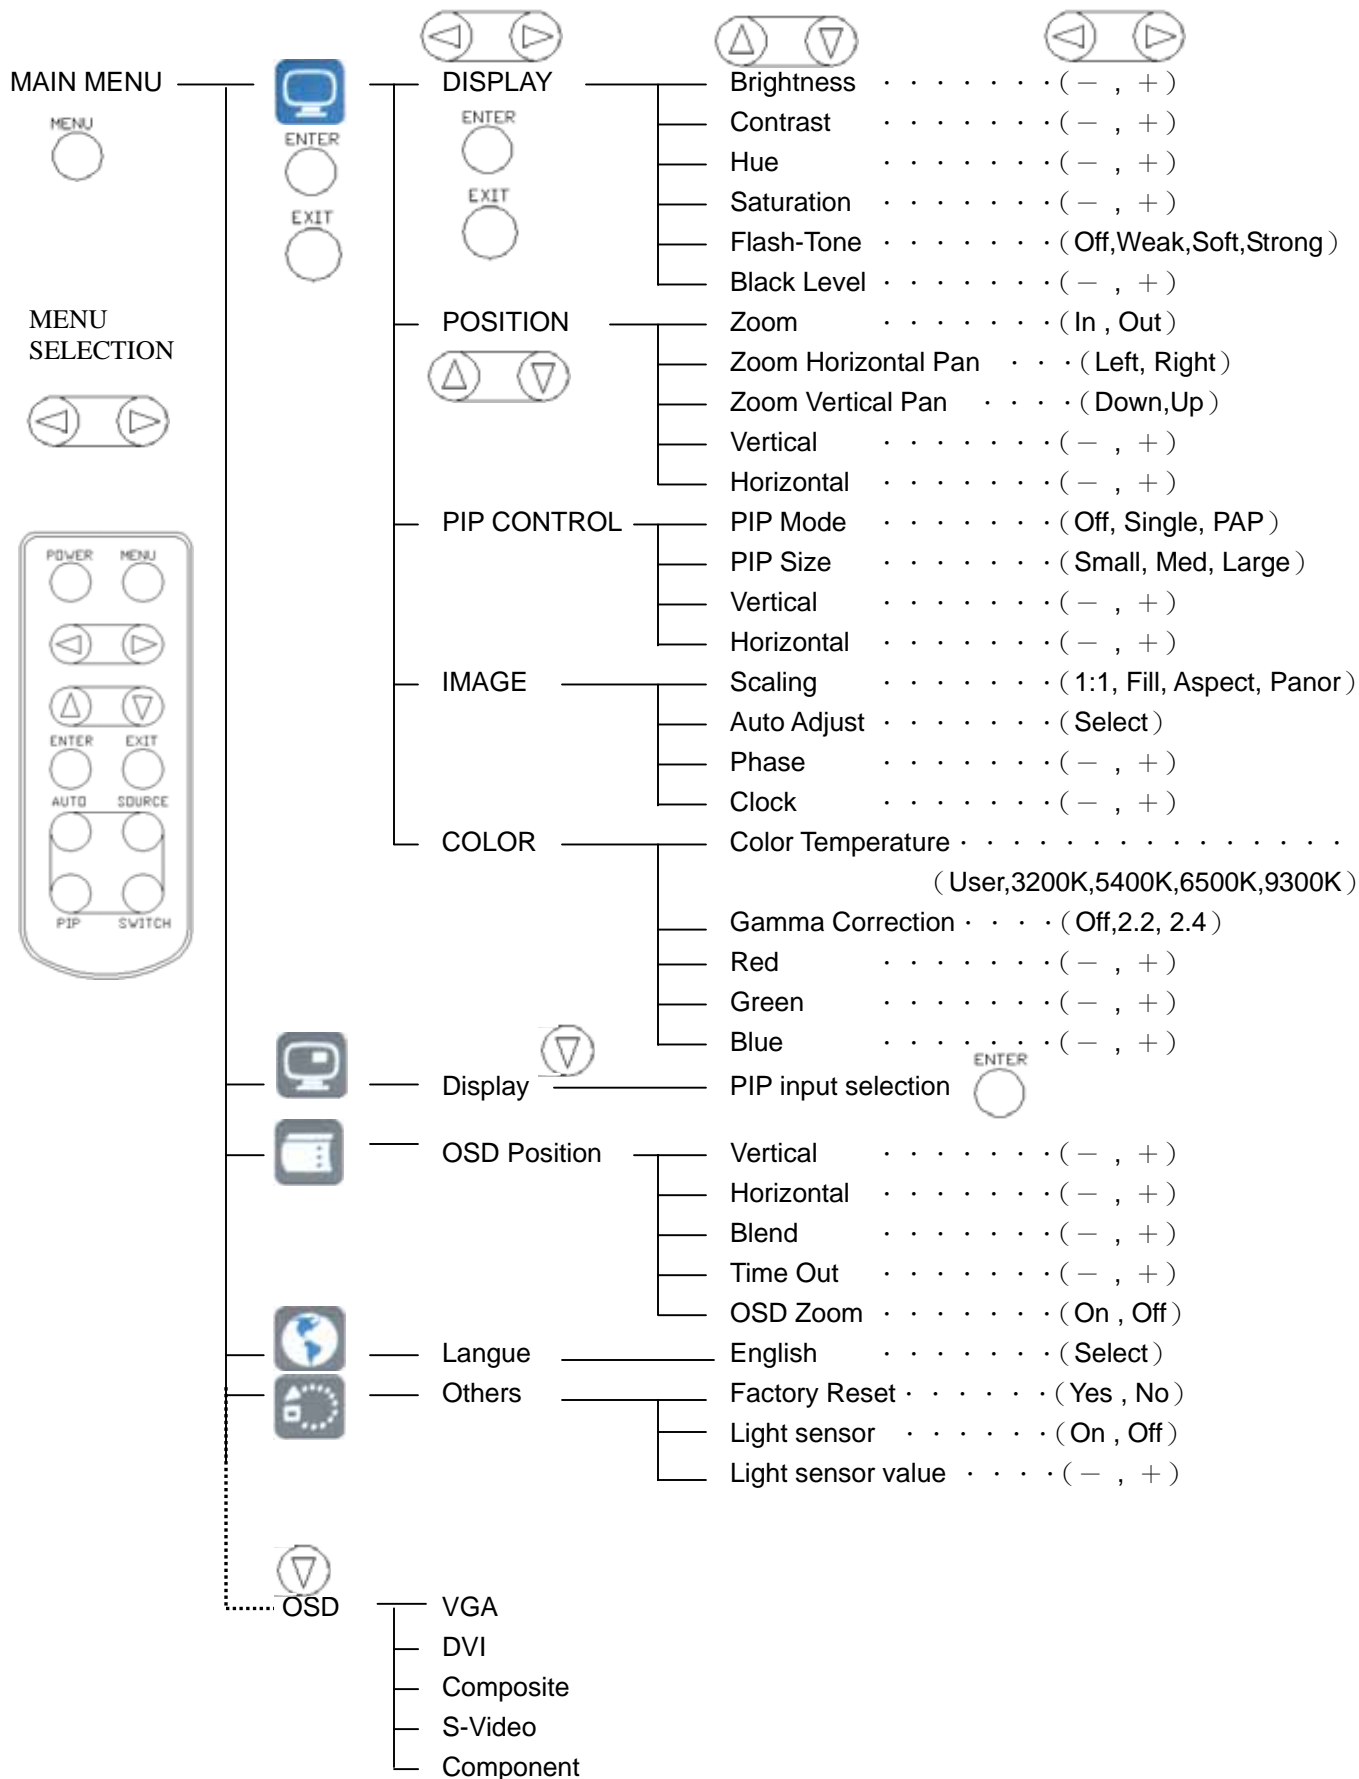 MAIN MENU DISPLAY Brightness ・・・・・・・(－ , ＋)
MENU ENTER ENTER Contrast ・・・・・・・(－ , ＋)
Hue ・・・・・・・(－ , ＋)
EXIT EXIT Saturation ・・・・・・・(－ , ＋)
Flash-Tone ・・・・・・・(Off,Weak,Soft,Strong)
Black Level ・・・・・・・(－ , ＋)
MENU
SELECTION
POSITION Zoom ・・・・・・・(In , Out)
Zoom Horizontal Pan ・・・(Left, Right)
Zoom Vertical Pan ・・・・(Down,Up)
Vertical ・・・・・・・(－ , ＋)
Horizontal ・・・・・・・(－ , ＋)
PIP CONTROL PIP Mode ・・・・・・・(Off, Single, PAP)
POWER MENU
PIP Size ・・・・・・・(Small, Med, Large)
Vertical ・・・・・・・(－ , ＋)
Horizontal ・・・・・・・(－ , ＋)
IMAGE Scaling ・・・・・・・(1:1, Fill, Aspect, Panor)
Auto Adjust ・・・・・・・(Select)
ENTER EXIT
Phase ・・・・・・・(－ , ＋)
AUTO SOURCE
Clock ・・・・・・・(－ , ＋)
COLOR Color Temperature・・・・・・・・・・・・・・・
(User,3200K,5400K,6500K,9300K)
PIP SWITCH
Gamma Correction・・・・(Off,2.2, 2.4)
Red ・・・・・・・(－ , ＋)
Green ・・・・・・・(－ , ＋)
Blue ・・・・・・・(－ , ＋)
Display PIP input selection ENTER
OSD Position Vertical ・・・・・・・(－ , ＋)
Horizontal ・・・・・・・(－ , ＋)
Blend ・・・・・・・(－ , ＋)
Time Out ・・・・・・・(－ , ＋)
OSD Zoom ・・・・・・・(On , Off)
Langue English ・・・・・・・(Select)
Others Factory Reset・・・・・・(Yes , No)
Light sensor ・・・・・・(On , Off)
Light sensor value ・・・・(－ , ＋)
OSD VGA
DVI
Composite
S-Video
Component